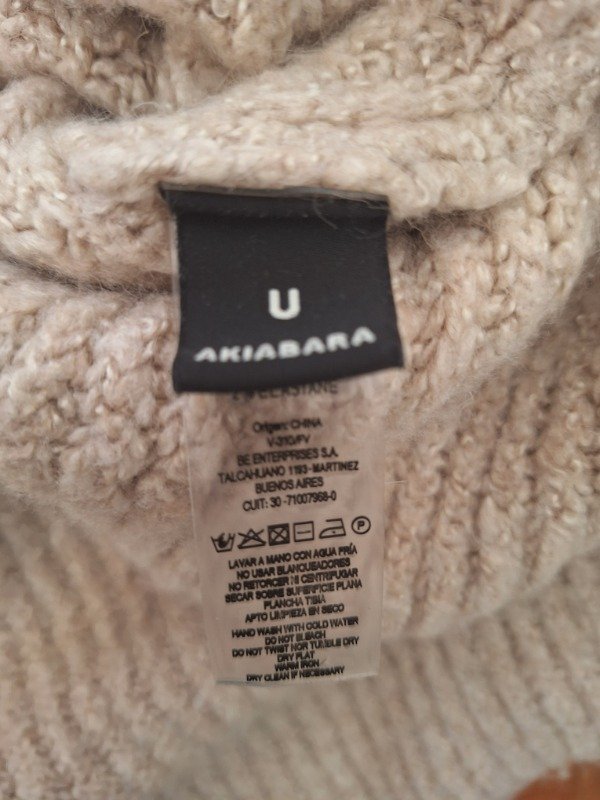 U
AKIABARA
Origen: CHINA
V-310/FV
BE ENTERPRISES S.A.
TALCAHUANO 1193-MARTINEZ
BUENOS AIRES
CUIT: 30-71007968-0
LAVAR A MANO CON AGUA FRÍA
NO USAR BLANQUEADORES
NO RETORCER NI CENTRIFUGAR
SECAR SOBRE SUPERFICIE PLANA
PLANCHA TIBIA
APTO LIMPIEZA EN SECO
HAND WASH WITH COLD WATER
DO NOT BLEACH
DO NOT TWIST NOR TUMBLE DRY
DRY FLAT
WARM IRON
DRY CLEAN IF NECESSARY